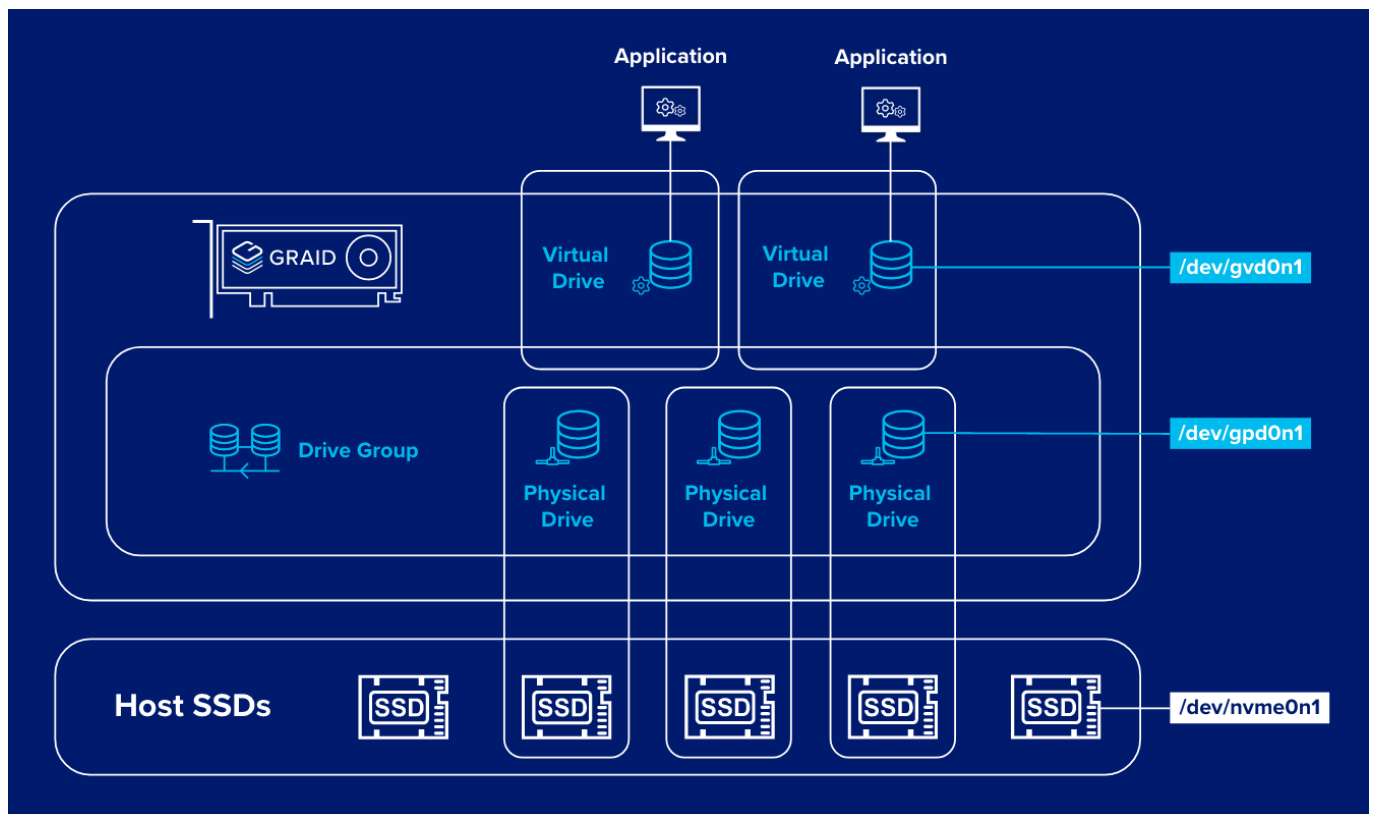 Application
Application
GRAID
Virtual
Drive
Virtual
Drive
/dev/gvd0n1
Drive Group
Physical
Drive
Physical
Drive
Physical
Drive
/dev/gpd0n1
Host SSDs
SSD
SSD
SSD
SSD
SSD
/dev/nvme0n1